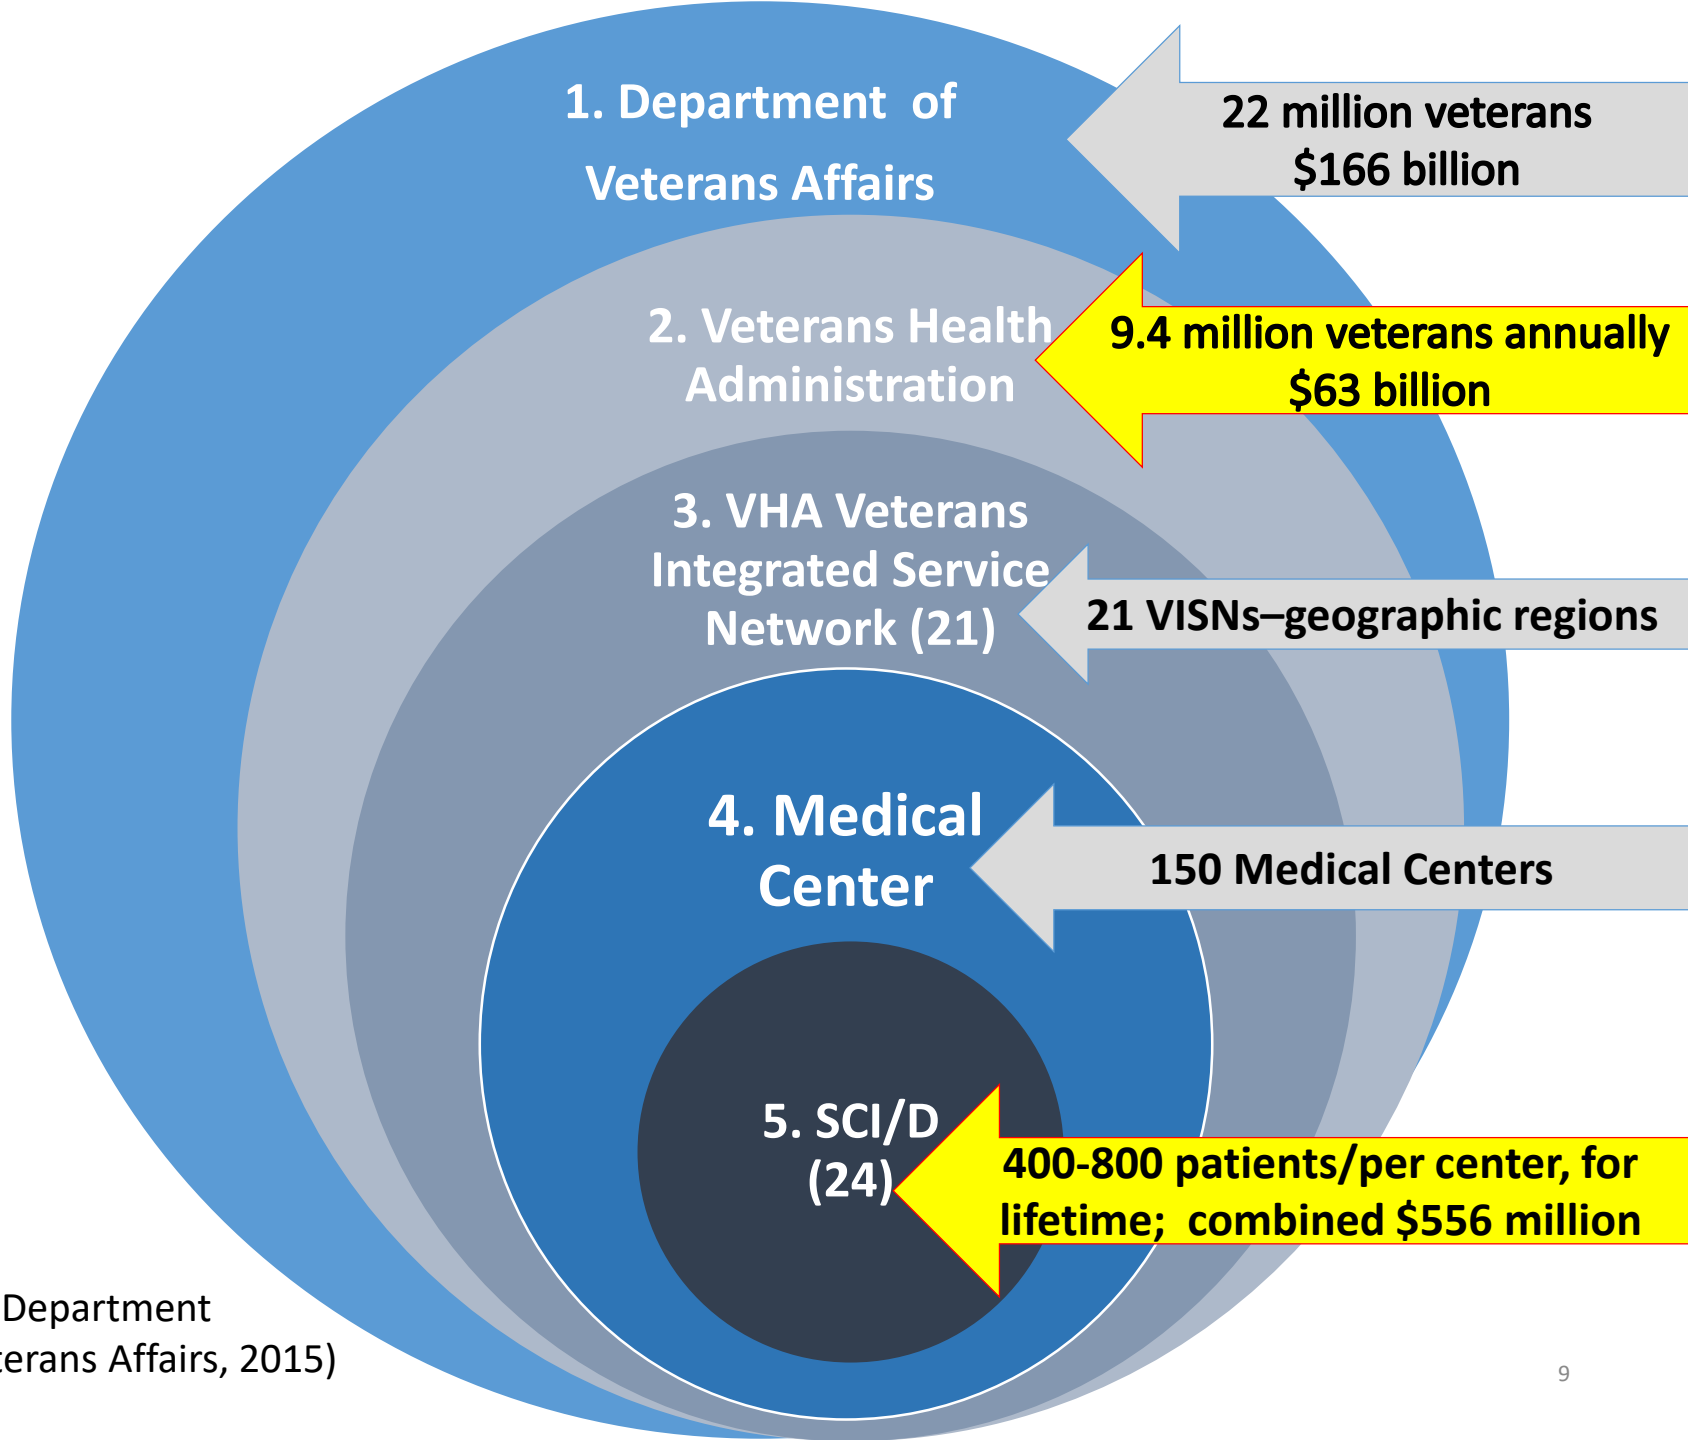 1. Department of
Veterans Affairs
22 million veterans
$166 billion
2. Veterans Health
Administration
9.4 million veterans annually
$63 billion
3. VHA Veterans
Integrated Service
Network (21)
21 VISNs–geographic regions
4. Medical
Center
150 Medical Centers
5. SCI/D
(24)
400-800 patients/per center, for
lifetime; combined $556 million
Department
Affairs, 2015)
9